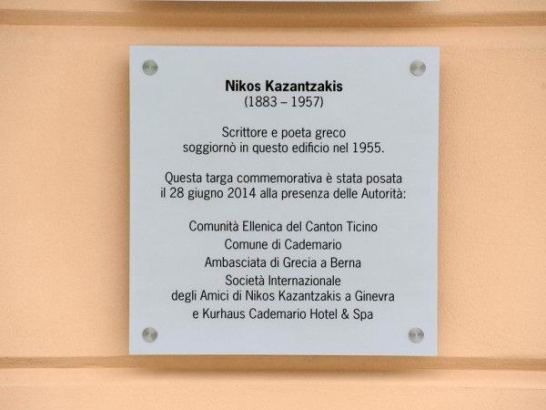 Nikos Kazantzakis
(1883 – 1957)
Scrittore e poeta greco
soggiornò in questo edificio nel 1955.
Questa targa commemorativa è stata posata
il 28 giugno 2014 alla presenza delle Autorità:
Comunità Ellenica del Canton Ticino
Comune di Cademario
Ambasciata di Grecia a Berna
Società Internazionale
degli Amici di Nikos Kazantzakis a Ginevra
e Kurhaus Cademario Hotel & Spa